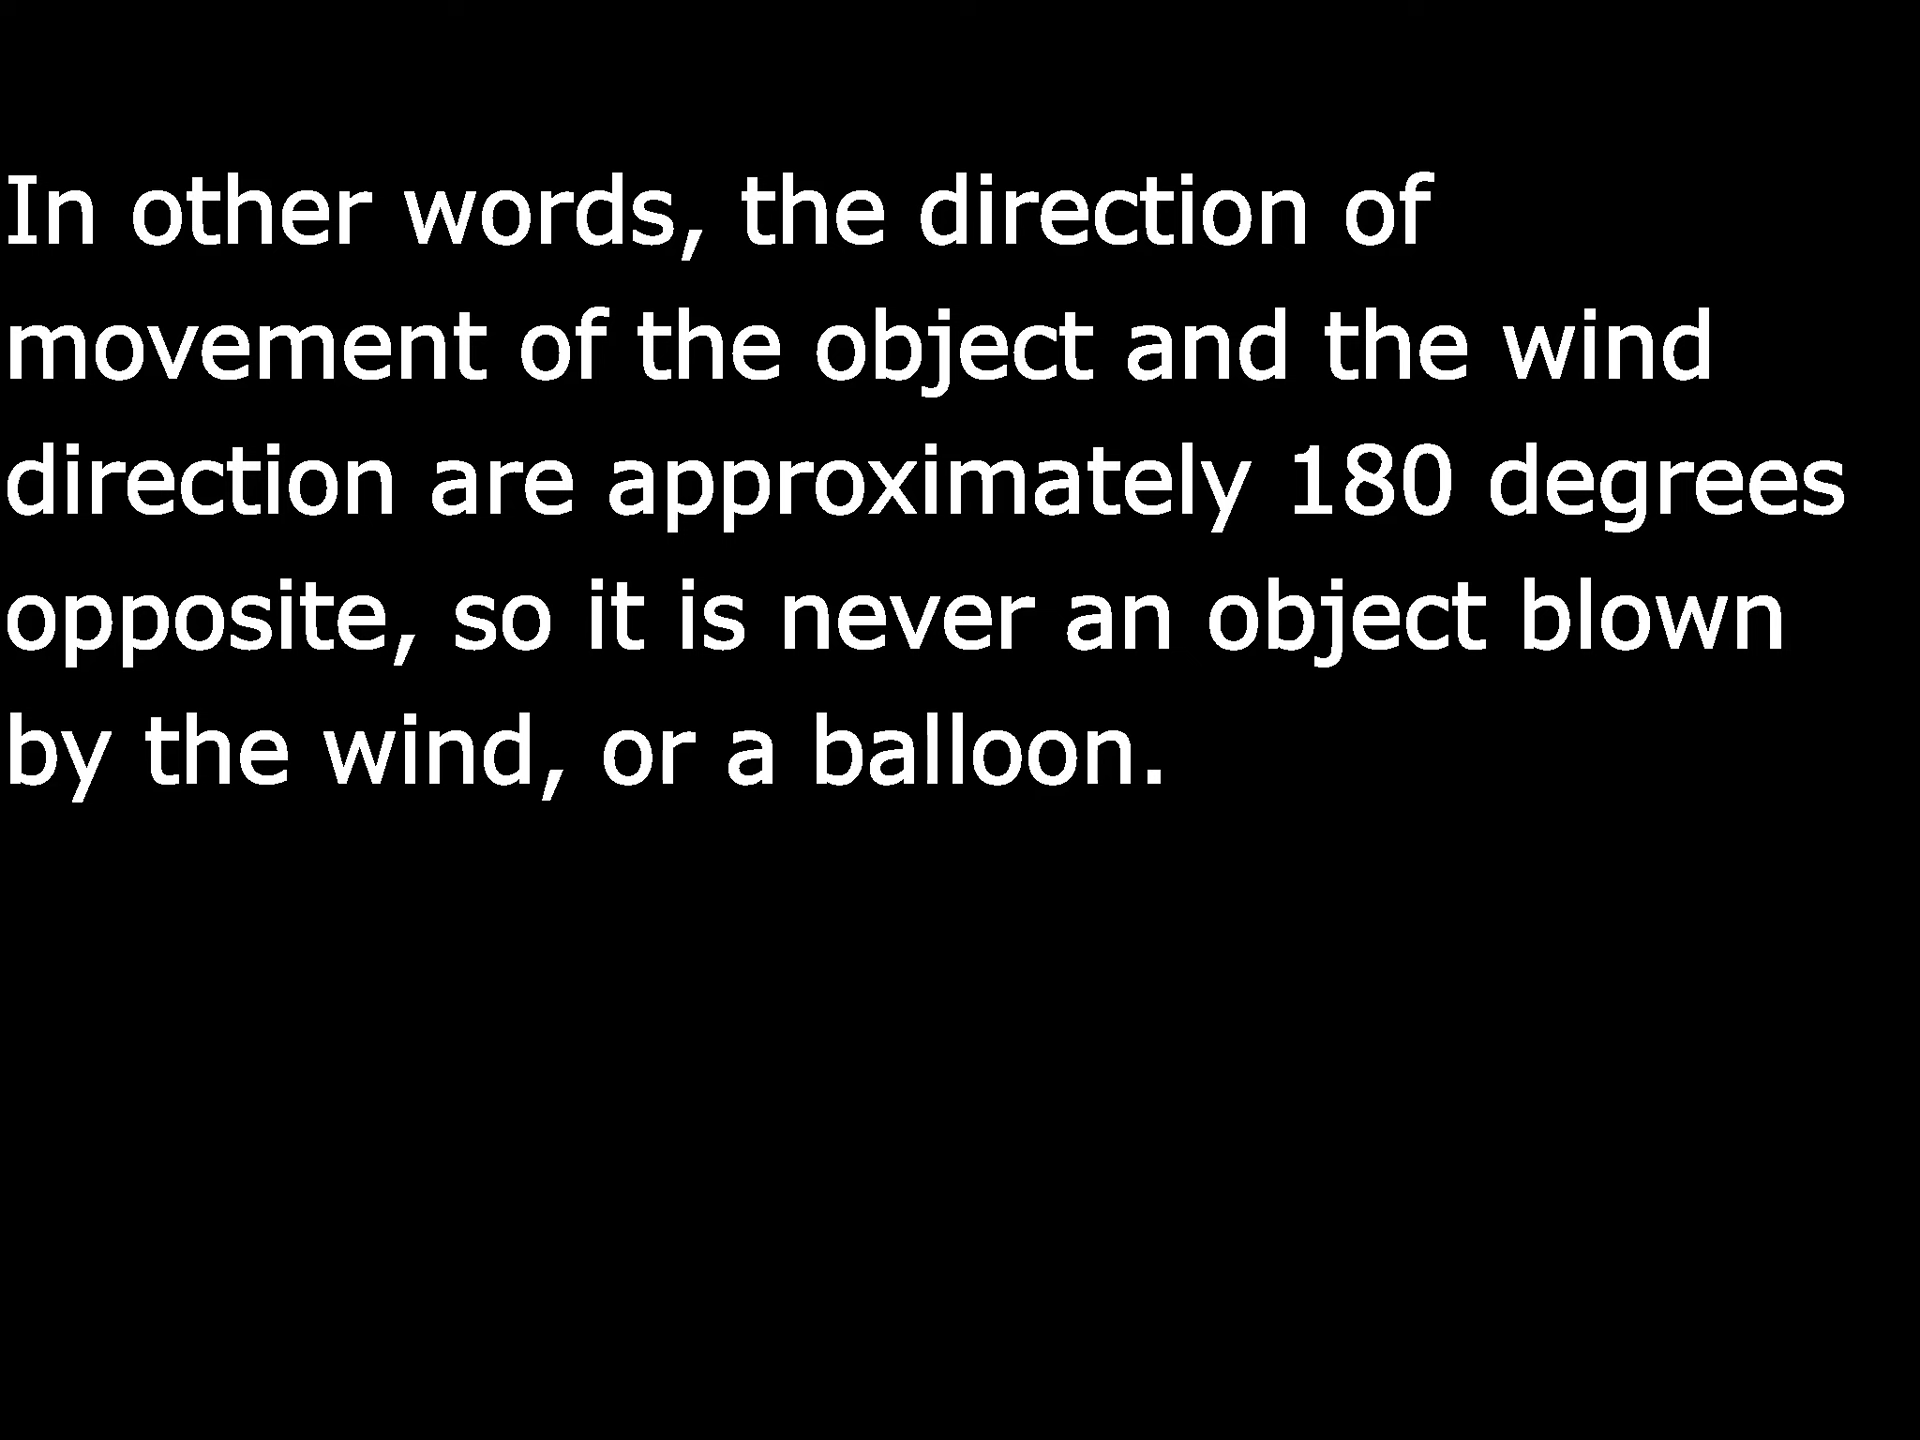 In other words, the direction of
movement of the object and the wind
direction are approximately 180 degrees
opposite, so it is never an object blown
by the wind, or a balloon.